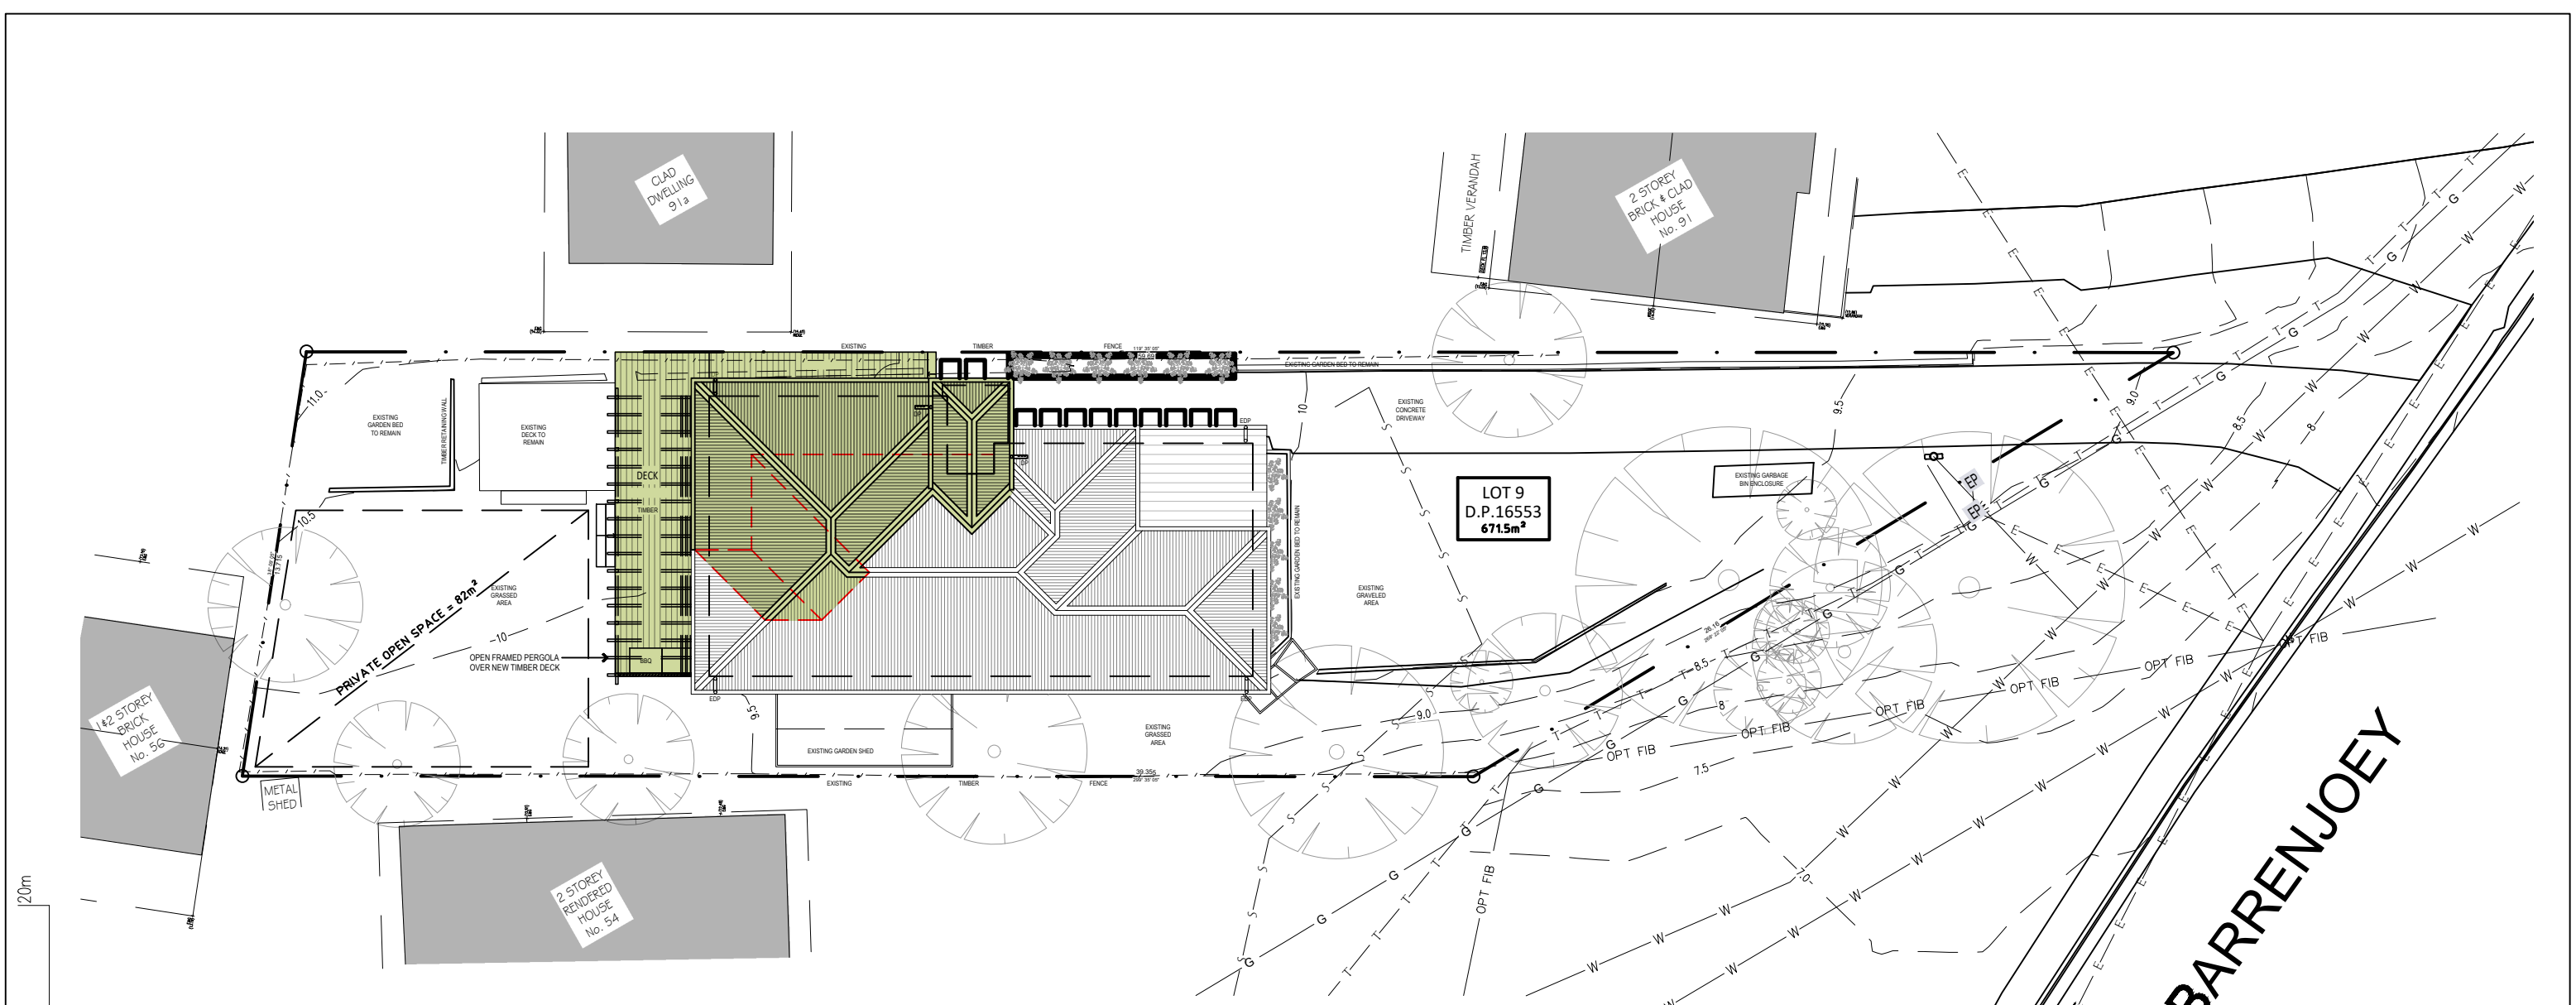 CLAD
DWELLING
91a
2 STOREY
BRICK & CLAD
HOUSE
No. 91
TIMBER VERANDAH
EXISTING
TIMBER
FENCE
EXISTING GARDEN BED TO REMAIN
11.0
EXISTING
GARDEN BED
TO REMAIN
TIMBER RETAINING WALL
EXISTING
DECK TO
REMAIN
DECK
TIMBER
DP
DP
EDP
10
EXISTING
CONCRETE
DRIVEWAY
9.5
9.0
8.5
8
LOT 9
D.P.16553
671.5m²
EXISTING GARBAGE
BIN ENCLOSURE
EP
EP
10.5
EXISTING
GRASSED
AREA
PRIVATE OPEN SPACE = 82m²
10
OPEN FRAMED PERGOLA
OVER NEW TIMBER DECK
BBQ
EXISTING GARDEN BED TO REMAIN
EXISTING
GRAVELED
AREA
EDP
9.5
EXISTING GARDEN SHED
EXISTING
GRASSED
AREA
9.0
8.5
8
7.5
7.0
OPT FIB
OPT FIB
OPT FIB
OPT FIB
OPT FIB
OPT FIB
OPT FIB
1&2 STOREY
BRICK
HOUSE
No. 56
METAL
SHED
EXISTING
TIMBER
FENCE
2 STOREY
RENDERED
HOUSE
No. 54
20m
BARRENJOEY